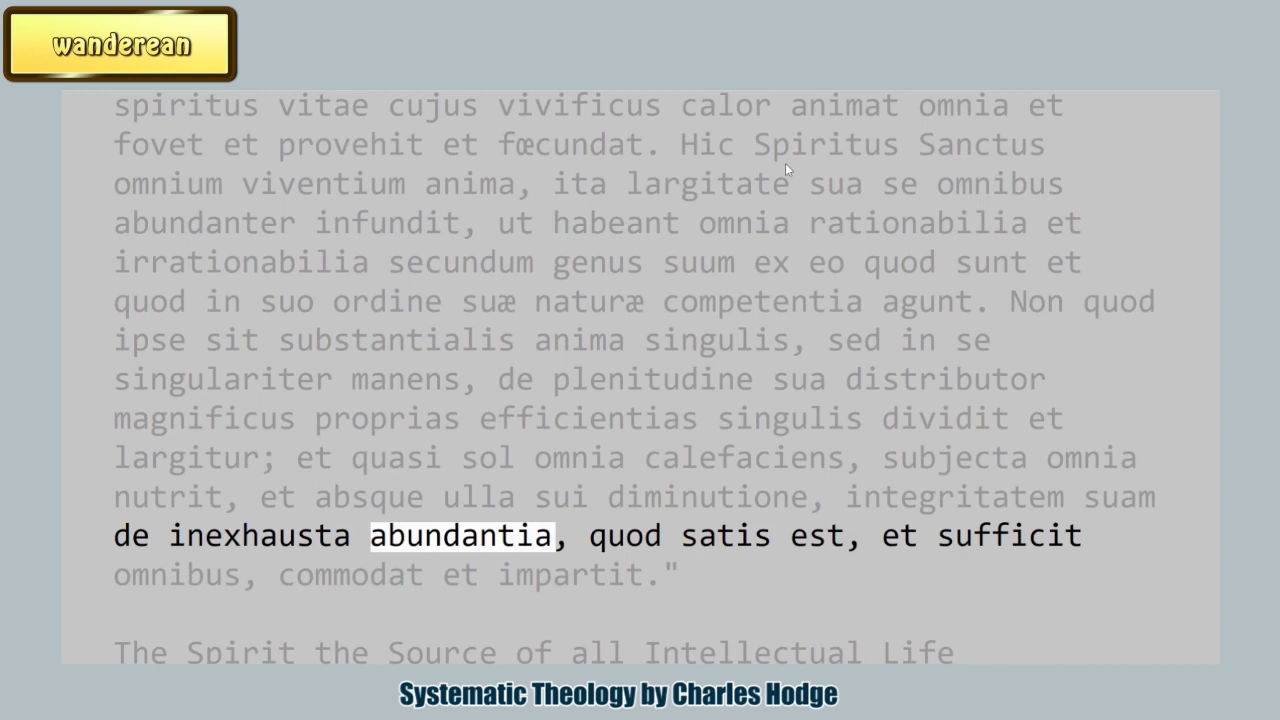 wanderean
spiritus vitae cujus vivificus calor animat omnia et
fovet et provehit et fœcundat. Hic Spiritus Sanctus
omnium viventium anima, ita largitate sua se omnibus
abundanter infundit, ut habeant omnia rationabilia et
irrationabilia secundum genus suum ex eo quod sunt et
quod in suo ordine suæ naturæ competentia agunt. Non quod
ipse sit substantialis anima singulis, sed in se
singulariter manens, de plenitudine sua distributor
magnificus proprias efficientias singulis dividit et
largitur; et quasi sol omnia calefaciens, subjecta omnia
nutrit, et absque ulla sui diminutione, integritatem suam
de inexhausta abundantia, quod satis est, et sufficit
omnibus, commodat et impartit."
The Spirit the Source of all Intellectual Life
Systematic Theology by Charles Hodge